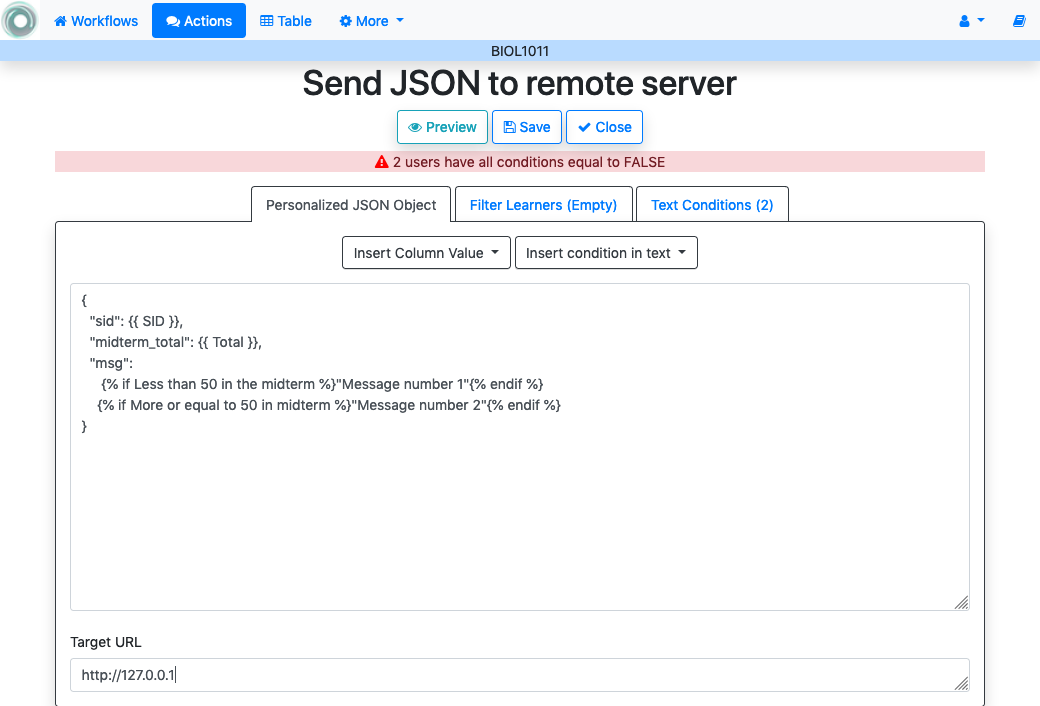 Workflows Actions Table More
BIOL1011
Send JSON to remote server
Preview Save Close
2 users have all conditions equal to FALSE
Personalized JSON Object Filter Learners (Empty) Text Conditions (2)
Insert Column Value Insert condition in text
{
"sid": {{ SID }},
"midterm_total": {{ Total }},
"msg":
{% if Less than 50 in the midterm %}"Message number 1"{% endif %}
{% if More or equal to 50 in midterm %}"Message number 2"{% endif %}
}
Target URL
http://127.0.0.1